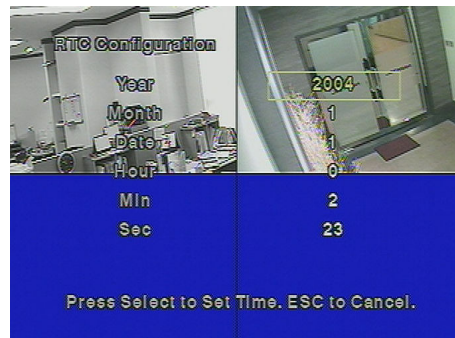 RTC Configuration
Year 2004
Month 1
Date 1
Hour 0
Min 2
Sec 23
Press Select to Set Time. ESC to Cancel.